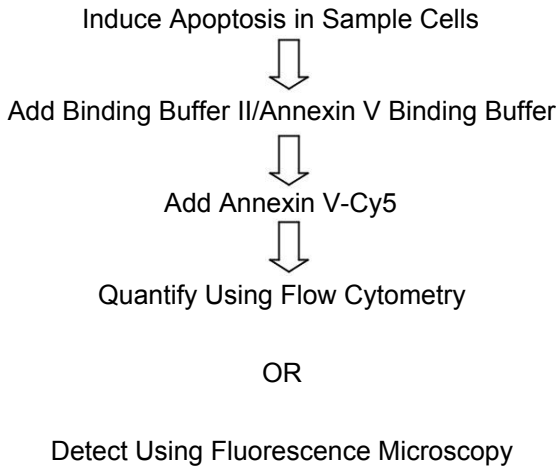 Induce Apoptosis in Sample Cells
Add Binding Buffer II/Annexin V Binding Buffer
Add Annexin V-Cy5
Quantify Using Flow Cytometry
OR
Detect Using Fluorescence Microscopy